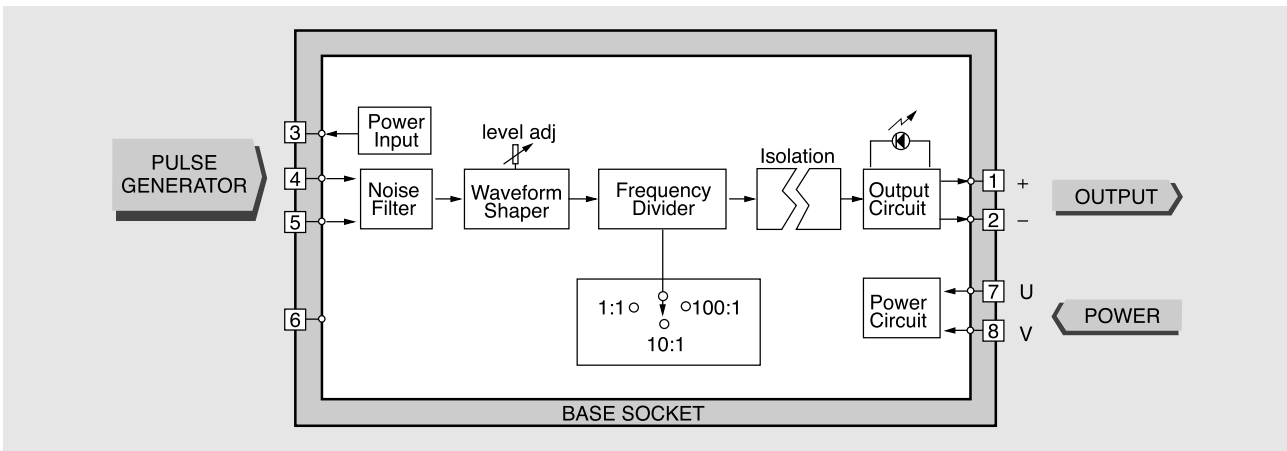 PULSE
GENERATOR
3
4
5
6
Power
Input
Noise
Filter
level adj
Waveform
Shaper
Frequency
Divider
1:1
100:1
10:1
Isolation
Output
Circuit
Power
Circuit
1 +
2 −
7 U
8 V
OUTPUT
POWER
BASE SOCKET